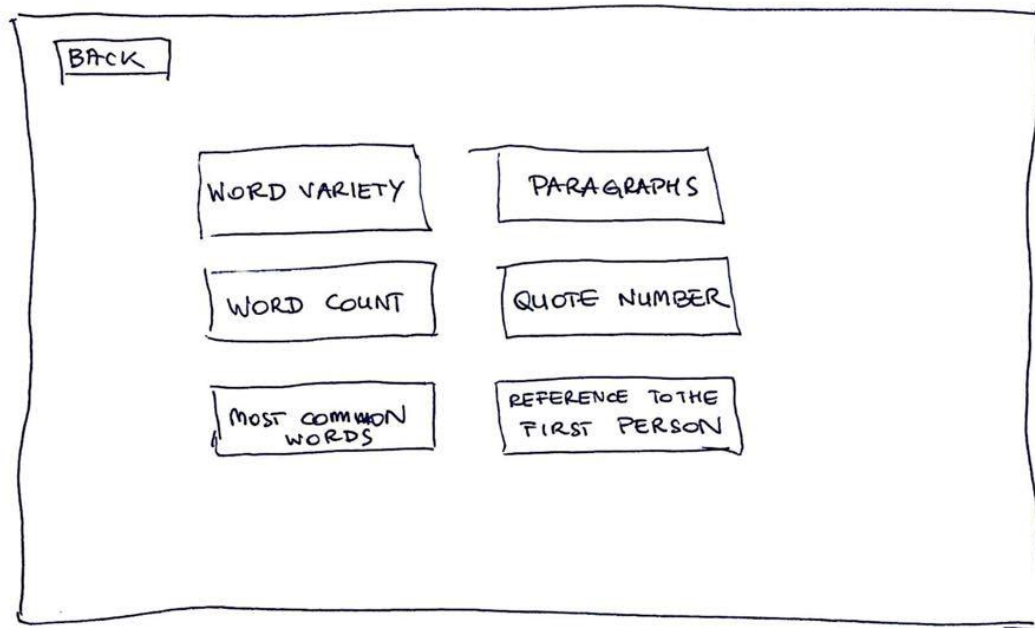 BACK
WORD VARIETY
PARAGRAPHS
WORD COUNT
QUOTE NUMBER
MOST COMMON
WORDS
REFERENCE TO THE
FIRST PERSON